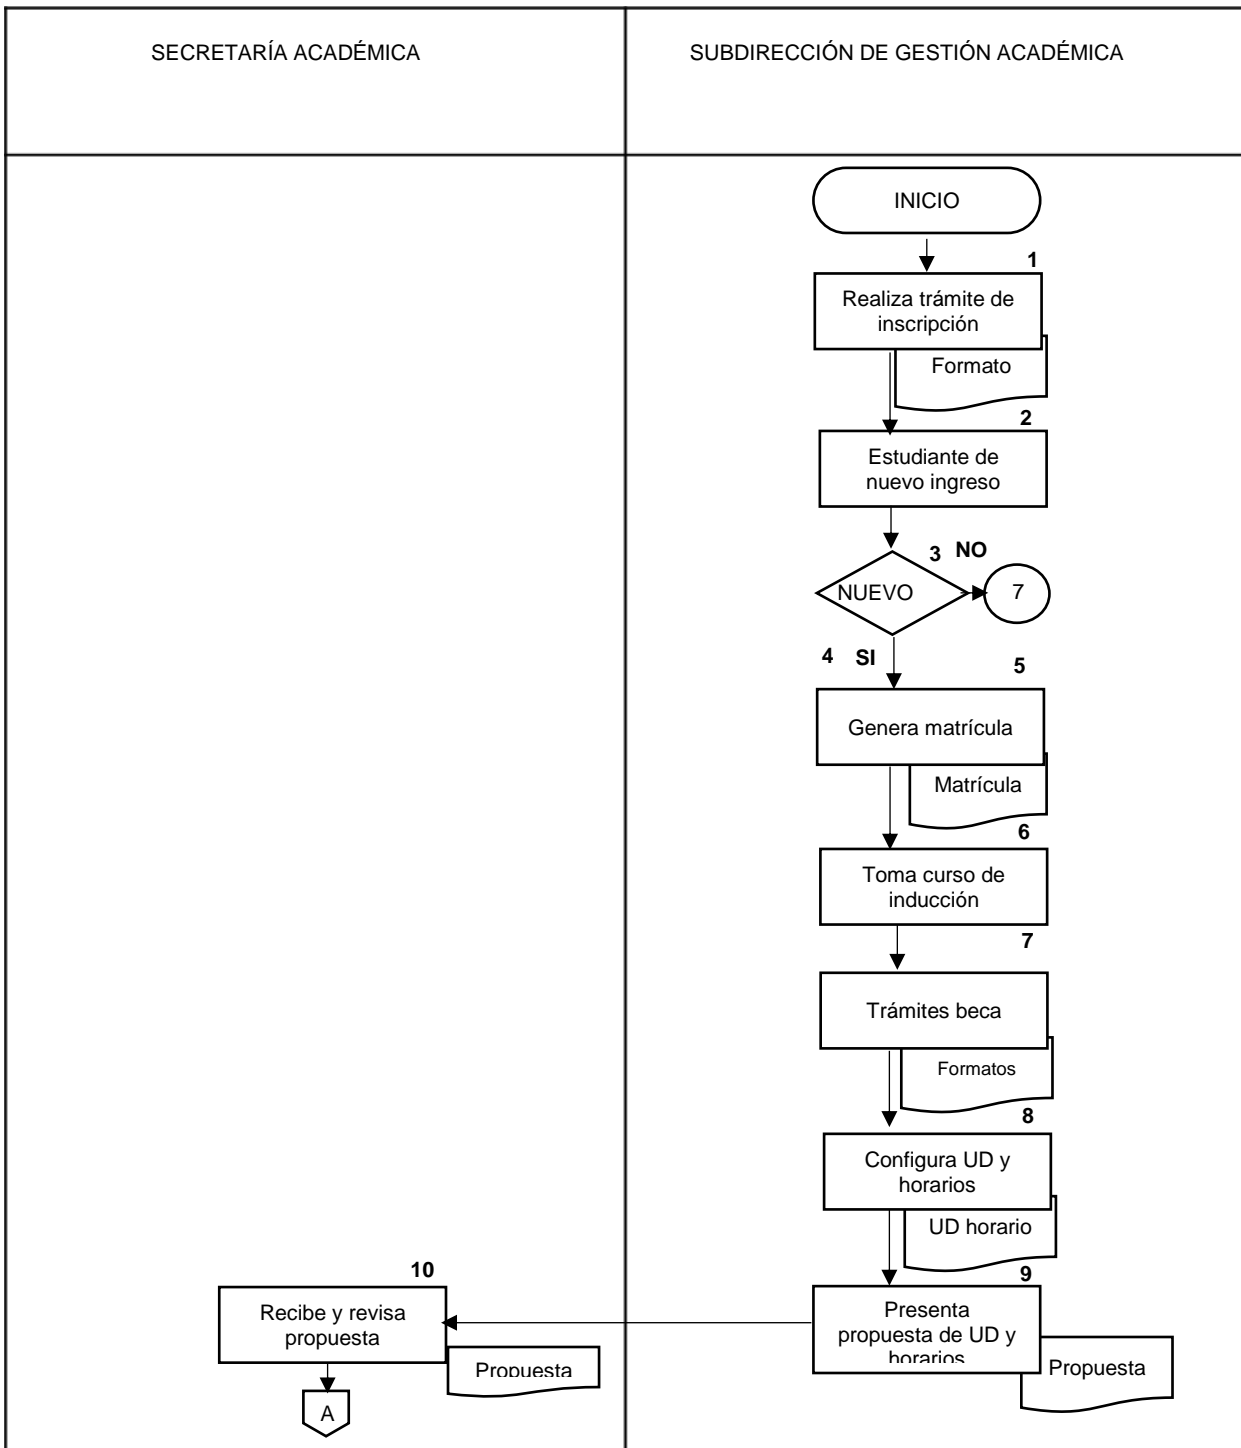 SECRETARÍA ACADÉMICA
SUBDIRECCIÓN DE GESTIÓN ACADÉMICA
INICIO
1
Realiza trámite de
inscripción
Formato
2
Estudiante de
nuevo ingreso
3 NO
NUEVO
7
4 SI
5
Genera matrícula
Matrícula
6
Toma curso de
inducción
7
Trámites beca
Formatos
8
Configura UD y
horarios
UD horario
9
Presenta
propuesta de UD y
horarios
Propuesta
10
Recibe y revisa
propuesta
Propuesta
A